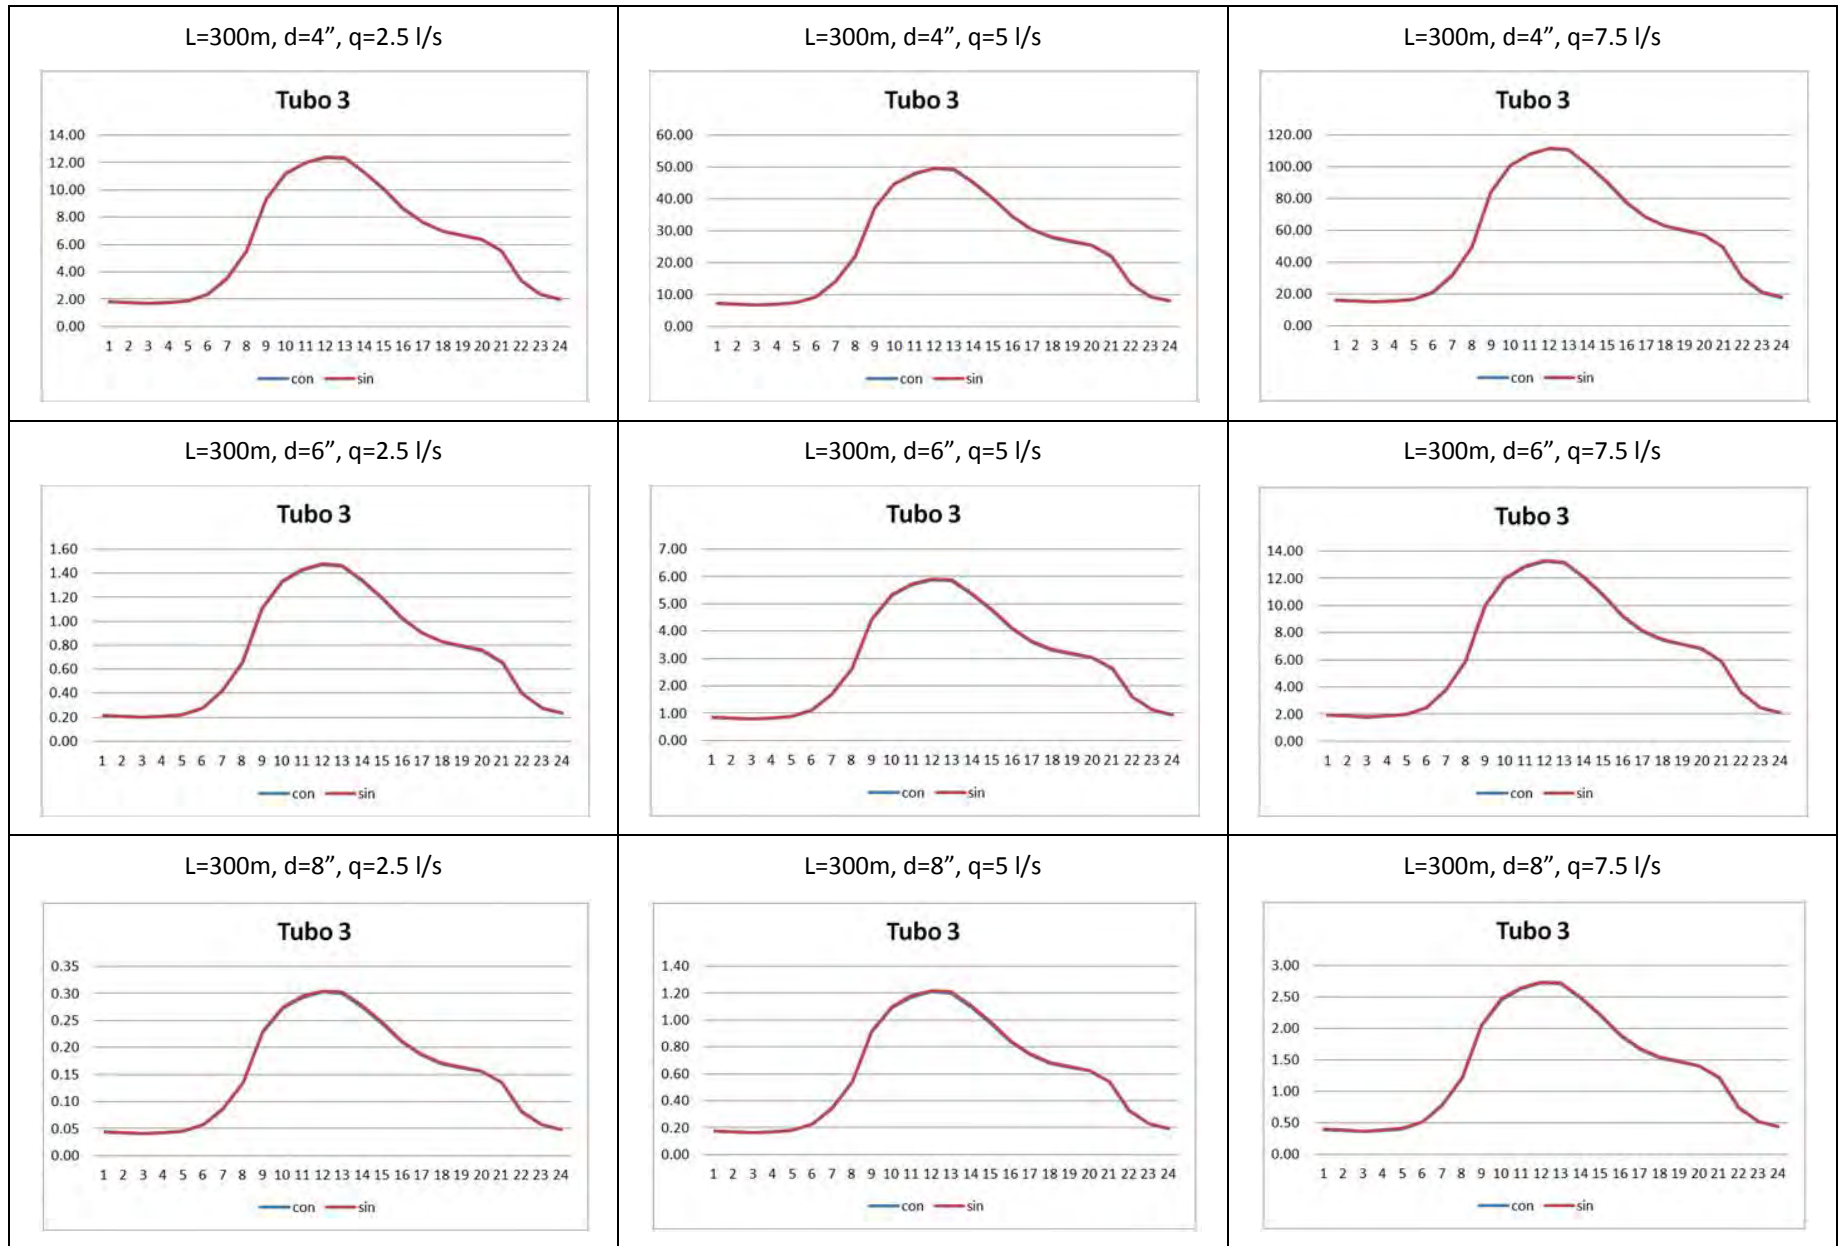 L=300m, d=4”, q=2.5 l/s
Tubo 3
14.00
12.00
10.00
8.00
6.00
4.00
2.00
0.00
1 2 3 4 5 6 7 8 9 10 11 12 13 14 15 16 17 18 19 20 21 22 23 24
con sin
L=300m, d=4”, q=5 l/s
Tubo 3
60.00
50.00
40.00
30.00
20.00
10.00
0.00
1 2 3 4 5 6 7 8 9 10 11 12 13 14 15 16 17 18 19 20 21 22 23 24
con sin
L=300m, d=4”, q=7.5 l/s
Tubo 3
120.00
100.00
80.00
60.00
40.00
20.00
0.00
1 2 3 4 5 6 7 8 9 10 11 12 13 14 15 16 17 18 19 20 21 22 23 24
con sin
L=300m, d=6”, q=2.5 l/s
Tubo 3
1.60
1.40
1.20
1.00
0.80
0.60
0.40
0.20
0.00
1 2 3 4 5 6 7 8 9 10 11 12 13 14 15 16 17 18 19 20 21 22 23 24
con sin
L=300m, d=6”, q=5 l/s
Tubo 3
7.00
6.00
5.00
4.00
3.00
2.00
1.00
0.00
1 2 3 4 5 6 7 8 9 10 11 12 13 14 15 16 17 18 19 20 21 22 23 24
con sin
L=300m, d=6”, q=7.5 l/s
Tubo 3
14.00
12.00
10.00
8.00
6.00
4.00
2.00
0.00
1 2 3 4 5 6 7 8 9 10 11 12 13 14 15 16 17 18 19 20 21 22 23 24
con sin
L=300m, d=8”, q=2.5 l/s
Tubo 3
0.35
0.30
0.25
0.20
0.15
0.10
0.05
0.00
1 2 3 4 5 6 7 8 9 10 11 12 13 14 15 16 17 18 19 20 21 22 23 24
con sin
L=300m, d=8”, q=5 l/s
Tubo 3
1.40
1.20
1.00
0.80
0.60
0.40
0.20
0.00
1 2 3 4 5 6 7 8 9 10 11 12 13 14 15 16 17 18 19 20 21 22 23 24
con sin
L=300m, d=8”, q=7.5 l/s
Tubo 3
3.00
2.50
2.00
1.50
1.00
0.50
0.00
1 2 3 4 5 6 7 8 9 10 11 12 13 14 15 16 17 18 19 20 21 22 23 24
con sin